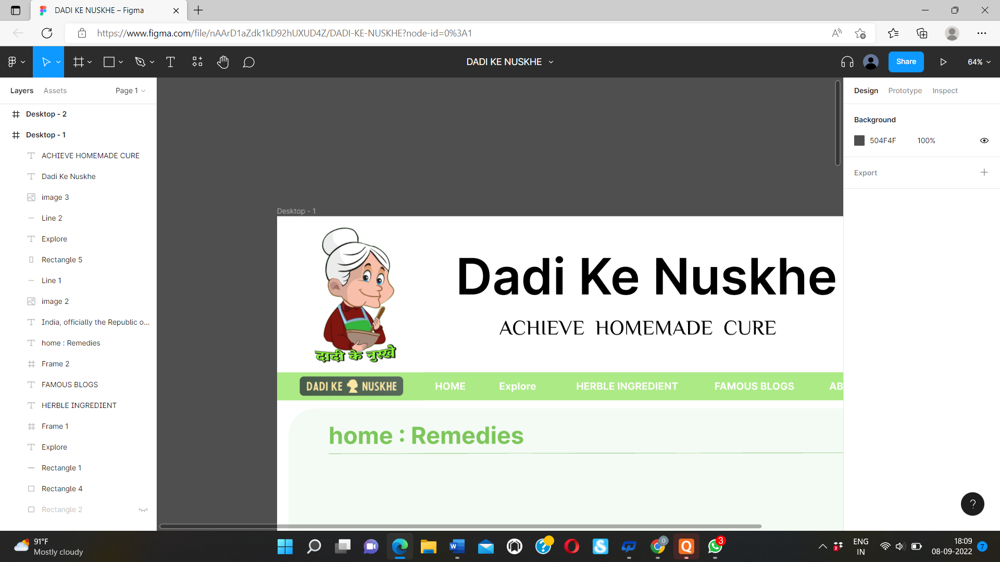 DADI KE NUSKHE – Figma
https://www.figma.com/file/nAArD1aZdk1kD92hUXUD4Z/DADI-KE-NUSKHE?node-id=0%3A1
DADI KE NUSKHE
Share
64%
Layers
Assets
Page 1
Desktop - 2
Desktop - 1
ACHIEVE HOMEMADE CURE
Dadi Ke Nuskhe
image 3
Line 2
Explore
Rectangle 5
Line 1
image 2
India, officially the Republic o...
home : Remedies
Frame 2
FAMOUS BLOGS
HERBLE INGREDIENT
Frame 1
Explore
Rectangle 1
Rectangle 4
Rectangle 2
Desktop - 1
Dadi Ke Nuskhe
ACHIEVE HOMEMADE CURE
दादी के नुस्खे
DADI KE NUSKHE
HOME
Explore
HERBLE INGREDIENT
FAMOUS BLOGS
AB
home : Remedies
Design
Prototype
Inspect
Background
504F4F
100%
Export
?
91°F
Mostly cloudy
0
3
3
ENG
IN
18:09
08-09-2022
7